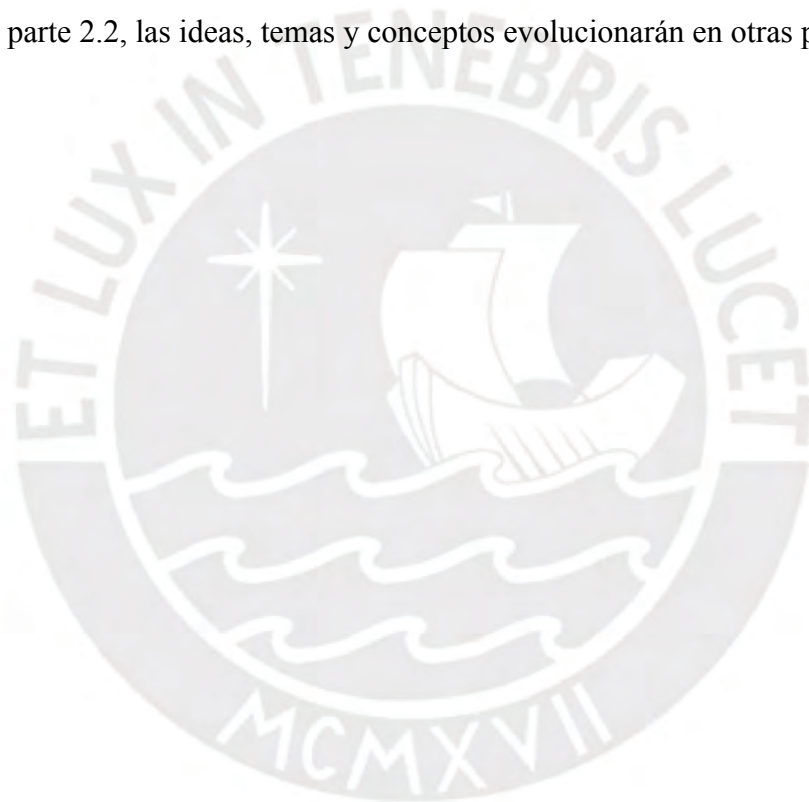 parte 2.2, las ideas, temas y conceptos evolucionarán en otras p
ET LUX IN TENEBRIS LUCET
MCMXVII